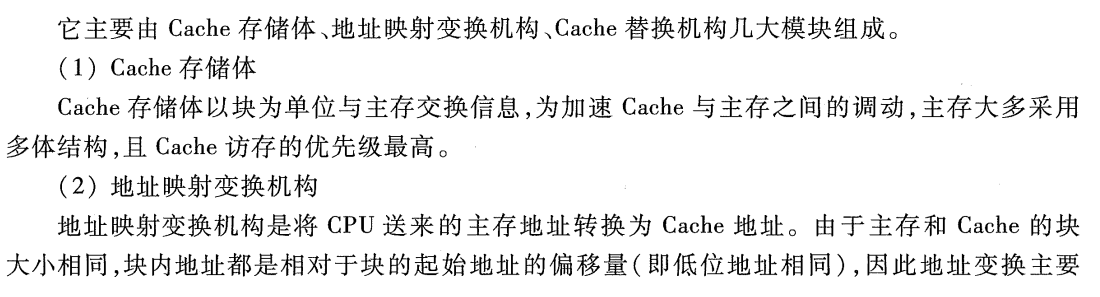 它主要由 Cache 存储体、地址映射变换机构、Cache 替换机构几大模块组成。
(1) Cache 存储体
Cache 存储体以块为单位与主存交换信息,为加速 Cache 与主存之间的调动,主存大多采用
多体结构,且 Cache 访存的优先级最高。
(2) 地址映射变换机构
地址映射变换机构是将 CPU 送来的主存地址转换为 Cache 地址。由于主存和 Cache 的块
大小相同,块内地址都是相对于块的起始地址的偏移量(即低位地址相同),因此地址变换主要